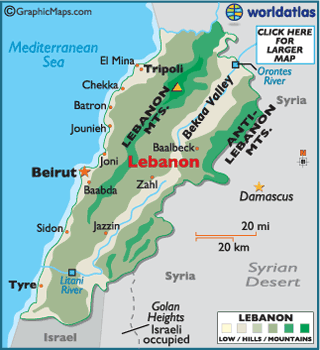 ©GraphicMaps.com
worldatlas
CLICK HERE
FOR
LARGER
MAP
Mediterranean
Sea
El Mina
Tripoli
Orontes
River
Chekka
Syria
Batron
LEBANON
MTS.
Bekaa Valley
ANTI-
LEBANON
MTS.
Jounieh
Baalbeck
Joni
Lebanon
Beirut
Zahl
Baabda
Damascus
Sidon
Jazzin
20 mi
20 km
Litani
River
Syria
Syrian
Desert
Tyre
Golan
Heights
Israeli
occupied
Israel
LEBANON
LOW / HILLS / MOUNTAINS